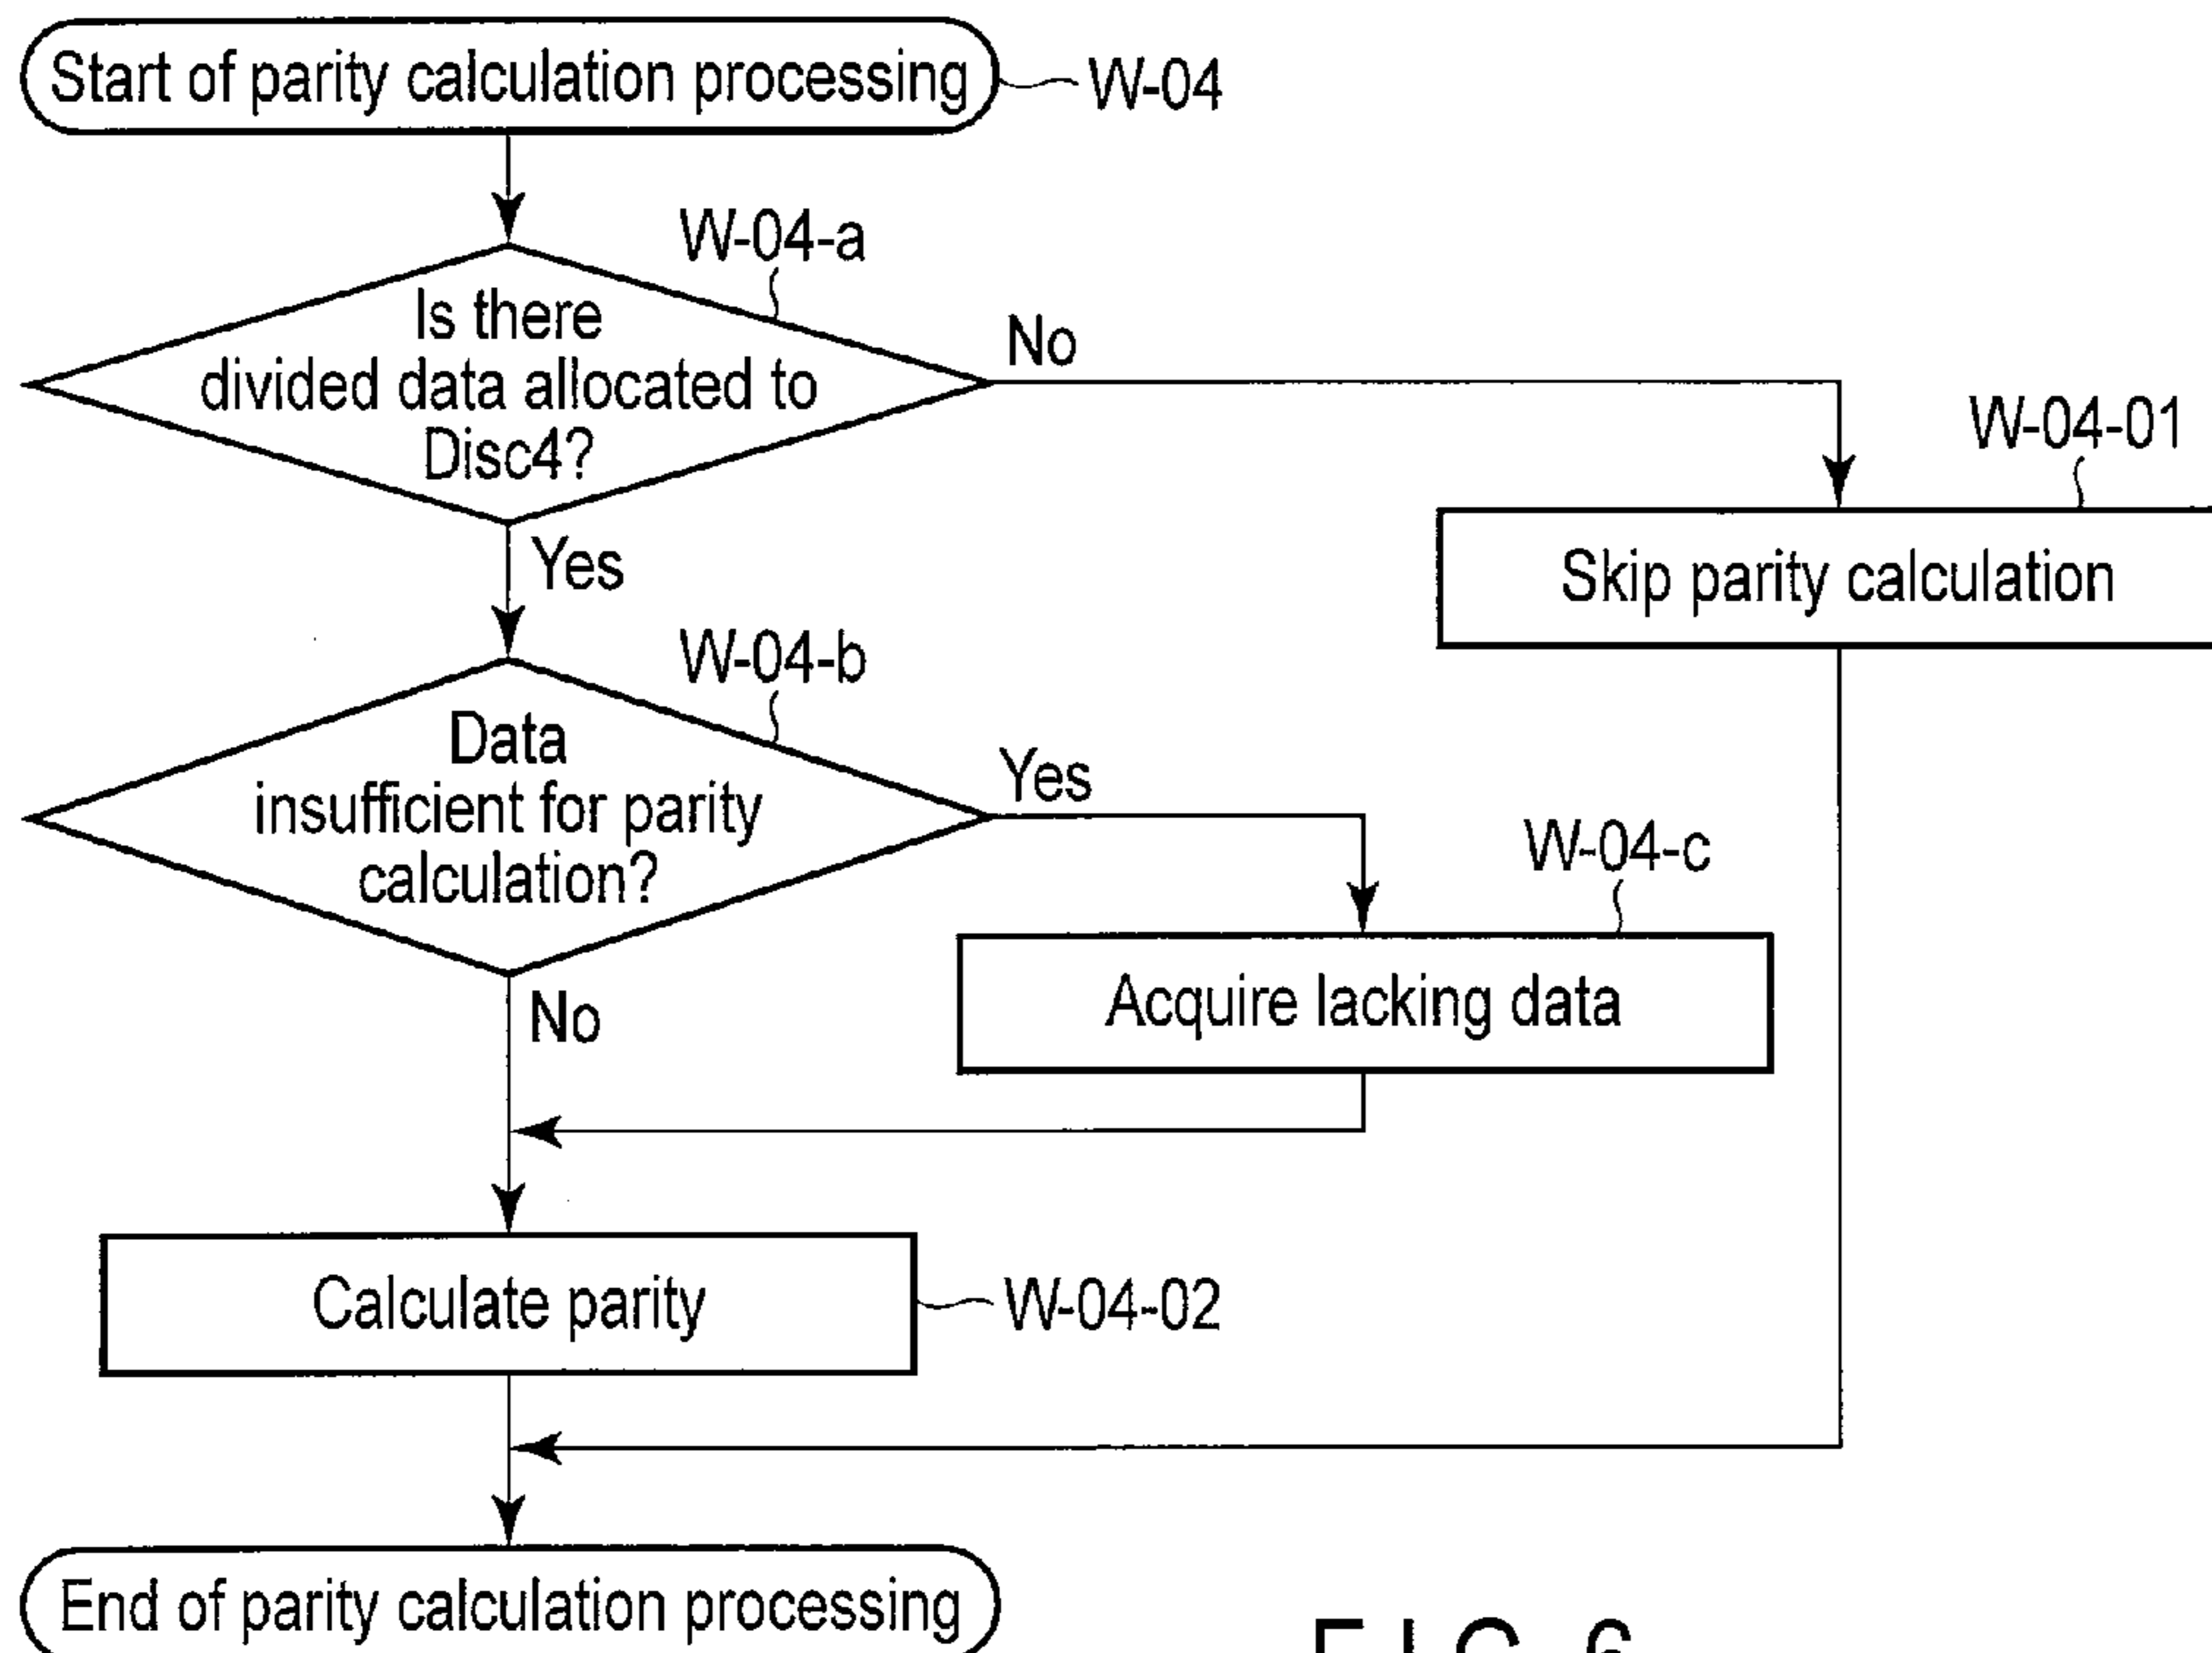 Start of parity calculation processing
W-04
W-04-a
Is there
divided data allocated to
Disc4?
No
Yes
W-04-01
Skip parity calculation
W-04-b
Data
insufficient for parity
calculation?
Yes
No
W-04-c
Acquire lacking data
Calculate parity
W-04-02
End of parity calculation processing
FIG. 6